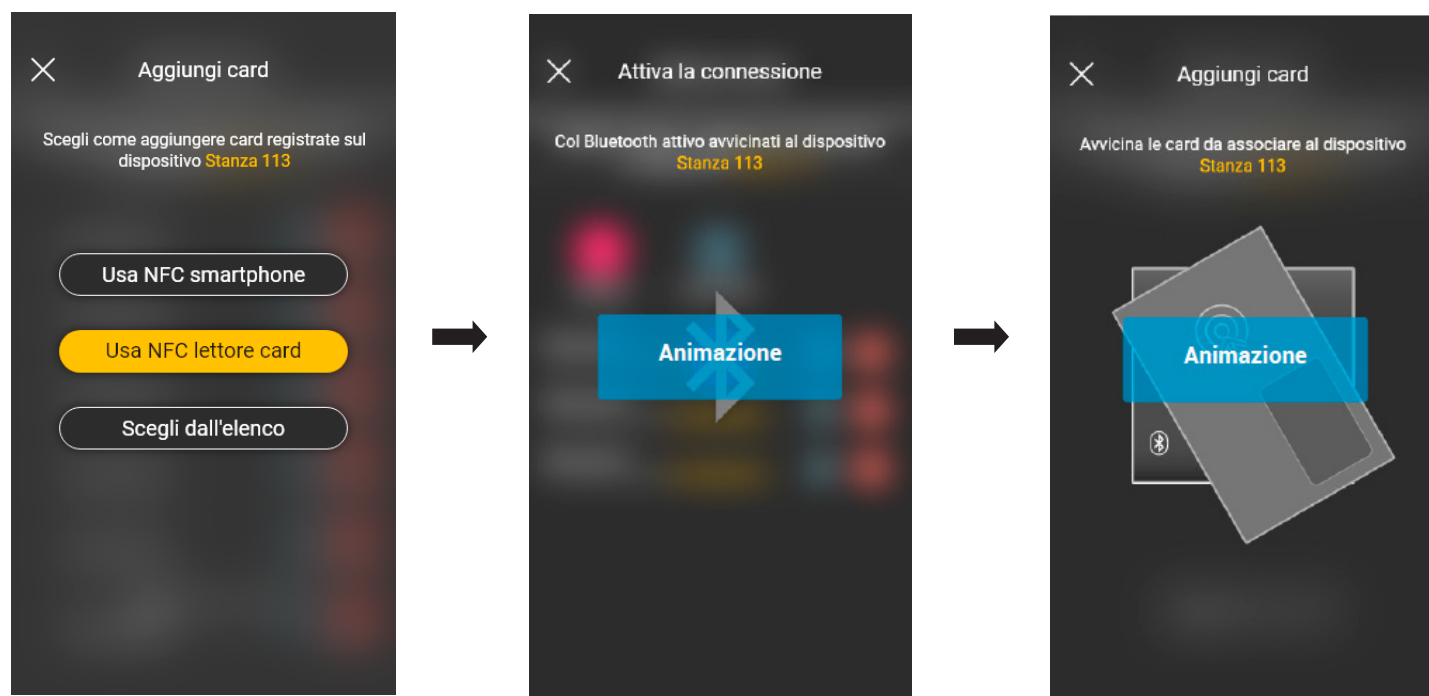 Aggiungi card
Scegli come aggiungere card registrate sul
dispositivo Stanza 113
Usa NFC smartphone
Usa NFC lettore card
Scegli dall'elenco
Attiva la connessione
Col Bluetooth attivo avvicinati al dispositivo
Stanza 113
Animazione
Aggiungi card
Avvicina le card da associare al dispositivo
Stanza 113
Animazione